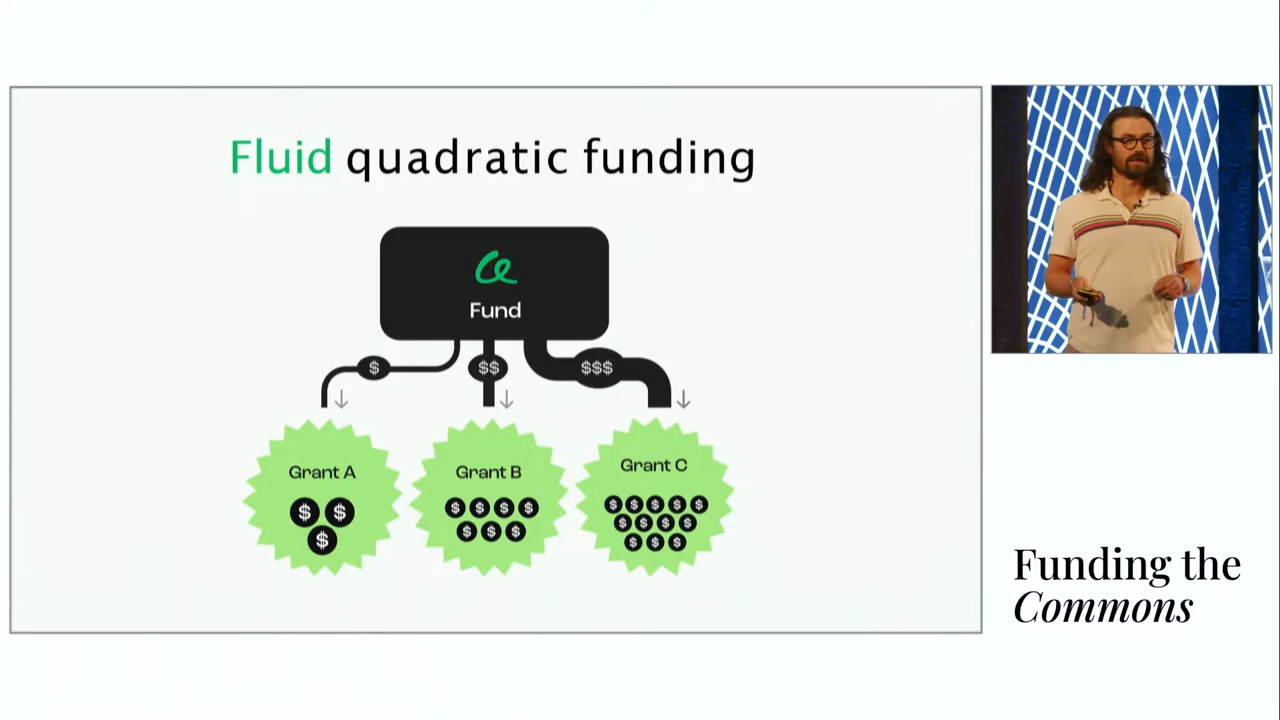 Fluid quadratic funding
Fund
$ $$ $$$
Grant A Grant B Grant C
$ $ $ $ $ $ $ $ $ $ $
$ $ $ $ $ $ $ $
$ $ $ $
Funding the
Commons